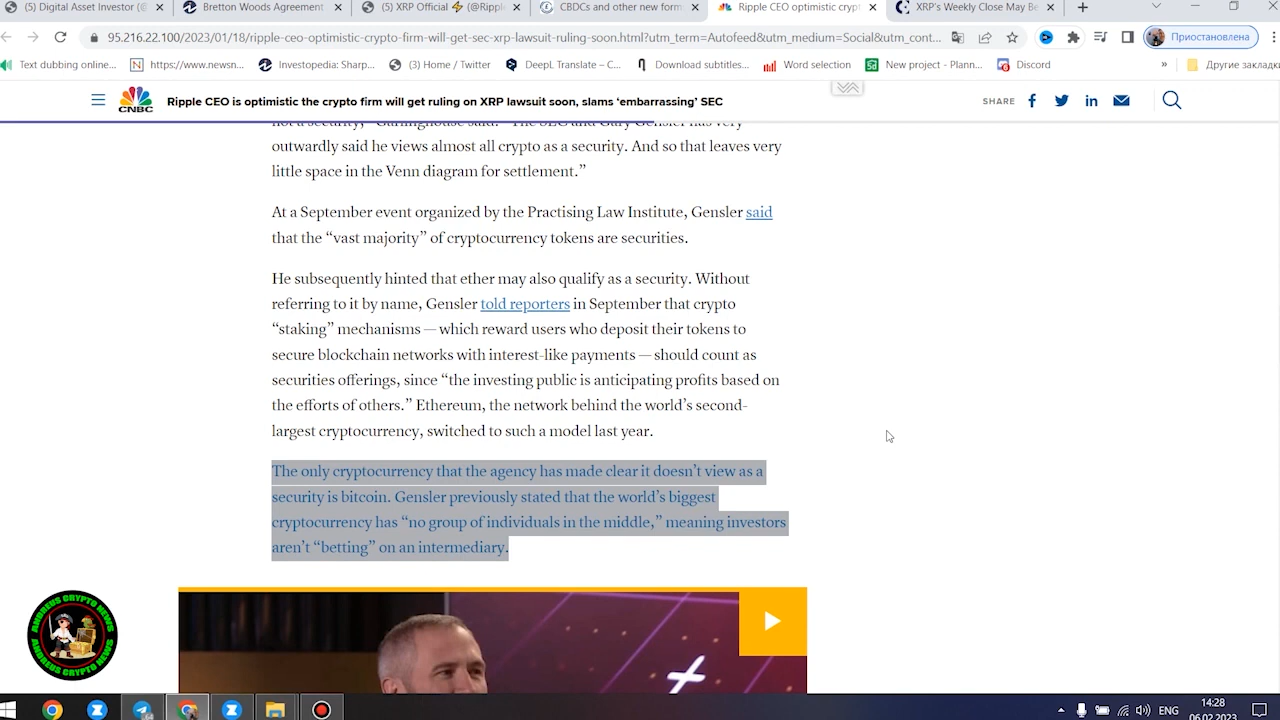 (5) Digital Asset Investor (@
Bretton Woods Agreement
(5) XRP Official ⚡ (@Ripple
CBDCs and other new form
Ripple CEO optimistic crypt
XRP's Weekly Close May Be
95.216.22.100/2023/01/18/ripple-ceo-optimistic-crypto-firm-will-get-sec-xrp-lawsuit-ruling-soon.html?utm_term=Autofeed&utm_medium=Social&utm_cont...
Приостановлена
Text dubbing online...
https://www.newsn...
Investopedia: Sharp...
(3) Home / Twitter
DeepL Translate – C...
Download subtitles...
Word selection
New project - Plann...
Discord
»
Другие закладки
CNBC
Ripple CEO is optimistic the crypto firm will get ruling on XRP lawsuit soon, slams ‘embarrassing’ SEC
SHARE
not a security,” Garlinghouse said. “The SEC and Gary Gensler has very
outwardly said he views almost all crypto as a security. And so that leaves very
little space in the Venn diagram for settlement.”
At a September event organized by the Practising Law Institute, Gensler said
that the “vast majority” of cryptocurrency tokens are securities.
He subsequently hinted that ether may also qualify as a security. Without
referring to it by name, Gensler told reporters in September that crypto
“staking” mechanisms — which reward users who deposit their tokens to
secure blockchain networks with interest-like payments — should count as
securities offerings, since “the investing public is anticipating profits based on
the efforts of others.” Ethereum, the network behind the world’s second-
largest cryptocurrency, switched to such a model last year.
The only cryptocurrency that the agency has made clear it doesn’t view as a
security is bitcoin. Gensler previously stated that the world’s biggest
cryptocurrency has “no group of individuals in the middle,” meaning investors
aren’t “betting” on an intermediary.
ANDREUS CRYPTO NEWS
ANDREUS CRYPTO NEWS
ENG
14:28
06.02.2023